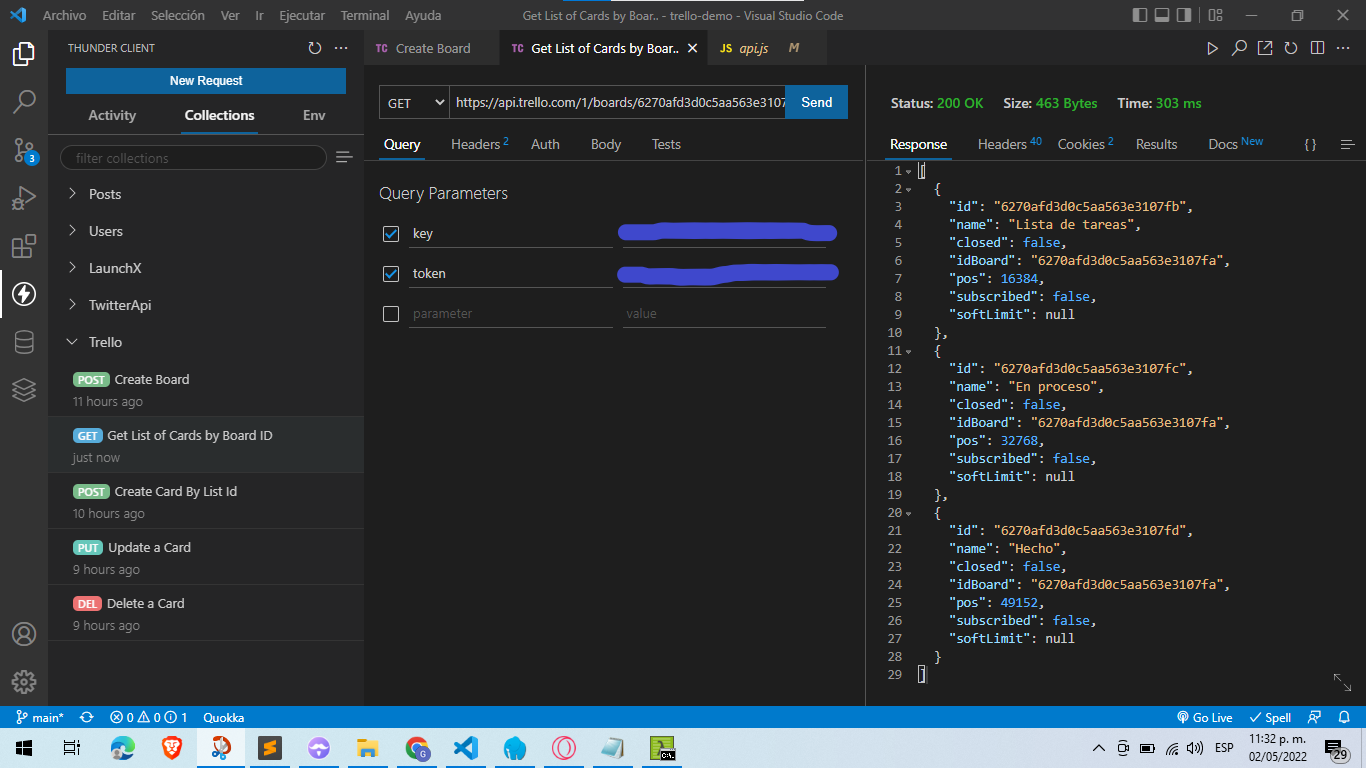 Archivo Editar Selección Ver Ir Ejecutar Terminal Ayuda Get List of Cards by Boar.. - trello-demo - Visual Studio Code
THUNDER CLIENT
New Request
Activity Collections Env
filter collections
Posts
Users
LaunchX
TwitterApi
Trello
POST Create Board
11 hours ago
GET Get List of Cards by Board ID
just now
POST Create Card By List Id
10 hours ago
PUT Update a Card
9 hours ago
DEL Delete a Card
9 hours ago
3
TC Create Board TC Get List of Cards by Boar.. JS api.js M
GET https://api.trello.com/1/boards/6270afd3d0c5aa563e3107 Send
Query Headers 2 Auth Body Tests
Query Parameters
key
token
parameter value
Status: 200 OK Size: 463 Bytes Time: 303 ms
Response Headers 40 Cookies 2 Results Docs New { }
1 [
2 {
3 "id": "6270afd3d0c5aa563e3107fb",
4 "name": "Lista de tareas",
5 "closed": false,
6 "idBoard": "6270afd3d0c5aa563e3107fa",
7 "pos": 16384,
8 "subscribed": false,
9 "softLimit": null
10 },
11 {
12 "id": "6270afd3d0c5aa563e3107fc",
13 "name": "En proceso",
14 "closed": false,
15 "idBoard": "6270afd3d0c5aa563e3107fa",
16 "pos": 32768,
17 "subscribed": false,
18 "softLimit": null
19 },
20 {
21 "id": "6270afd3d0c5aa563e3107fd",
22 "name": "Hecho",
23 "closed": false,
24 "idBoard": "6270afd3d0c5aa563e3107fa",
25 "pos": 49152,
26 "subscribed": false,
27 "softLimit": null
28 }
29 ]
main* 0 0 1 Quokka Go Live Spell
ESP 11:32 p. m.
02/05/2022 29